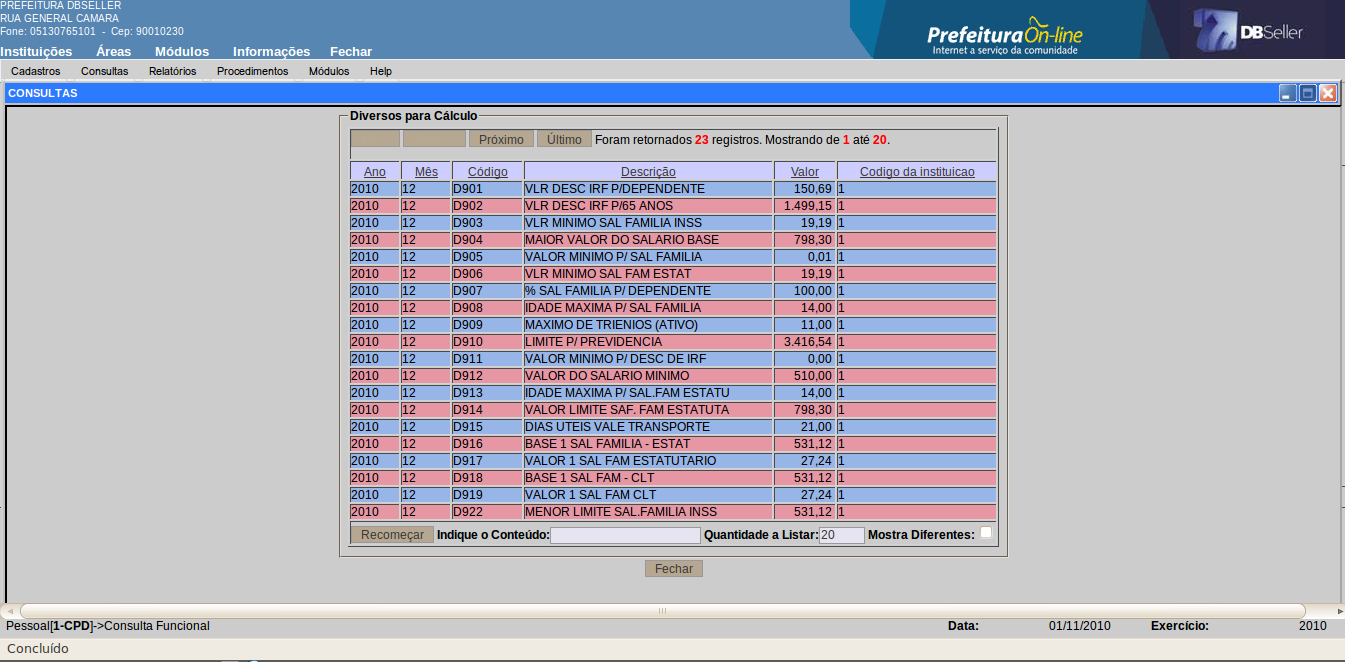 PREFEITURA DBSELLER
RUA GENERAL CAMARA
Fone: 05130765101 - Cep: 90010230
PrefeituraOn-line
Internet a serviço da comunidade
DBSeller
Instituições Áreas Módulos Informações Fechar
Cadastros Consultas Relatórios Procedimentos Módulos Help
CONSULTAS
Diversos para Cálculo
Próximo Último Foram retornados 23 registros. Mostrando de 1 até 20.
Ano Mês Código Descrição Valor Codigo da instituicao
2010 12 D901 VLR DESC IRF P/DEPENDENTE 150,69 1
2010 12 D902 VLR DESC IRF P/65 ANOS 1.499,15 1
2010 12 D903 VLR MINIMO SAL FAMILIA INSS 19,19 1
2010 12 D904 MAIOR VALOR DO SALARIO BASE 798,30 1
2010 12 D905 VALOR MINIMO P/ SAL FAMILIA 0,01 1
2010 12 D906 VLR MINIMO SAL FAM ESTAT 19,19 1
2010 12 D907 % SAL FAMILIA P/ DEPENDENTE 100,00 1
2010 12 D908 IDADE MAXIMA P/ SAL FAMILIA 14,00 1
2010 12 D909 MAXIMO DE TRIENIOS (ATIVO) 11,00 1
2010 12 D910 LIMITE P/ PREVIDENCIA 3.416,54 1
2010 12 D911 VALOR MINIMO P/ DESC DE IRF 0,00 1
2010 12 D912 VALOR DO SALARIO MINIMO 510,00 1
2010 12 D913 IDADE MAXIMA P/ SAL.FAM ESTATU 14,00 1
2010 12 D914 VALOR LIMITE SAF. FAM ESTATUTA 798,30 1
2010 12 D915 DIAS UTEIS VALE TRANSPORTE 21,00 1
2010 12 D916 BASE 1 SAL FAMILIA - ESTAT 531,12 1
2010 12 D917 VALOR 1 SAL FAM ESTATUTARIO 27,24 1
2010 12 D918 BASE 1 SAL FAM - CLT 531,12 1
2010 12 D919 VALOR 1 SAL FAM CLT 27,24 1
2010 12 D922 MENOR LIMITE SAL.FAMILIA INSS 531,12 1
Recomeçar Indique o Conteúdo: Quantidade a Listar: 20 Mostra Diferentes:
Fechar
Pessoal[1-CPD]->Consulta Funcional Data: 01/11/2010 Exercício: 2010
Concluído